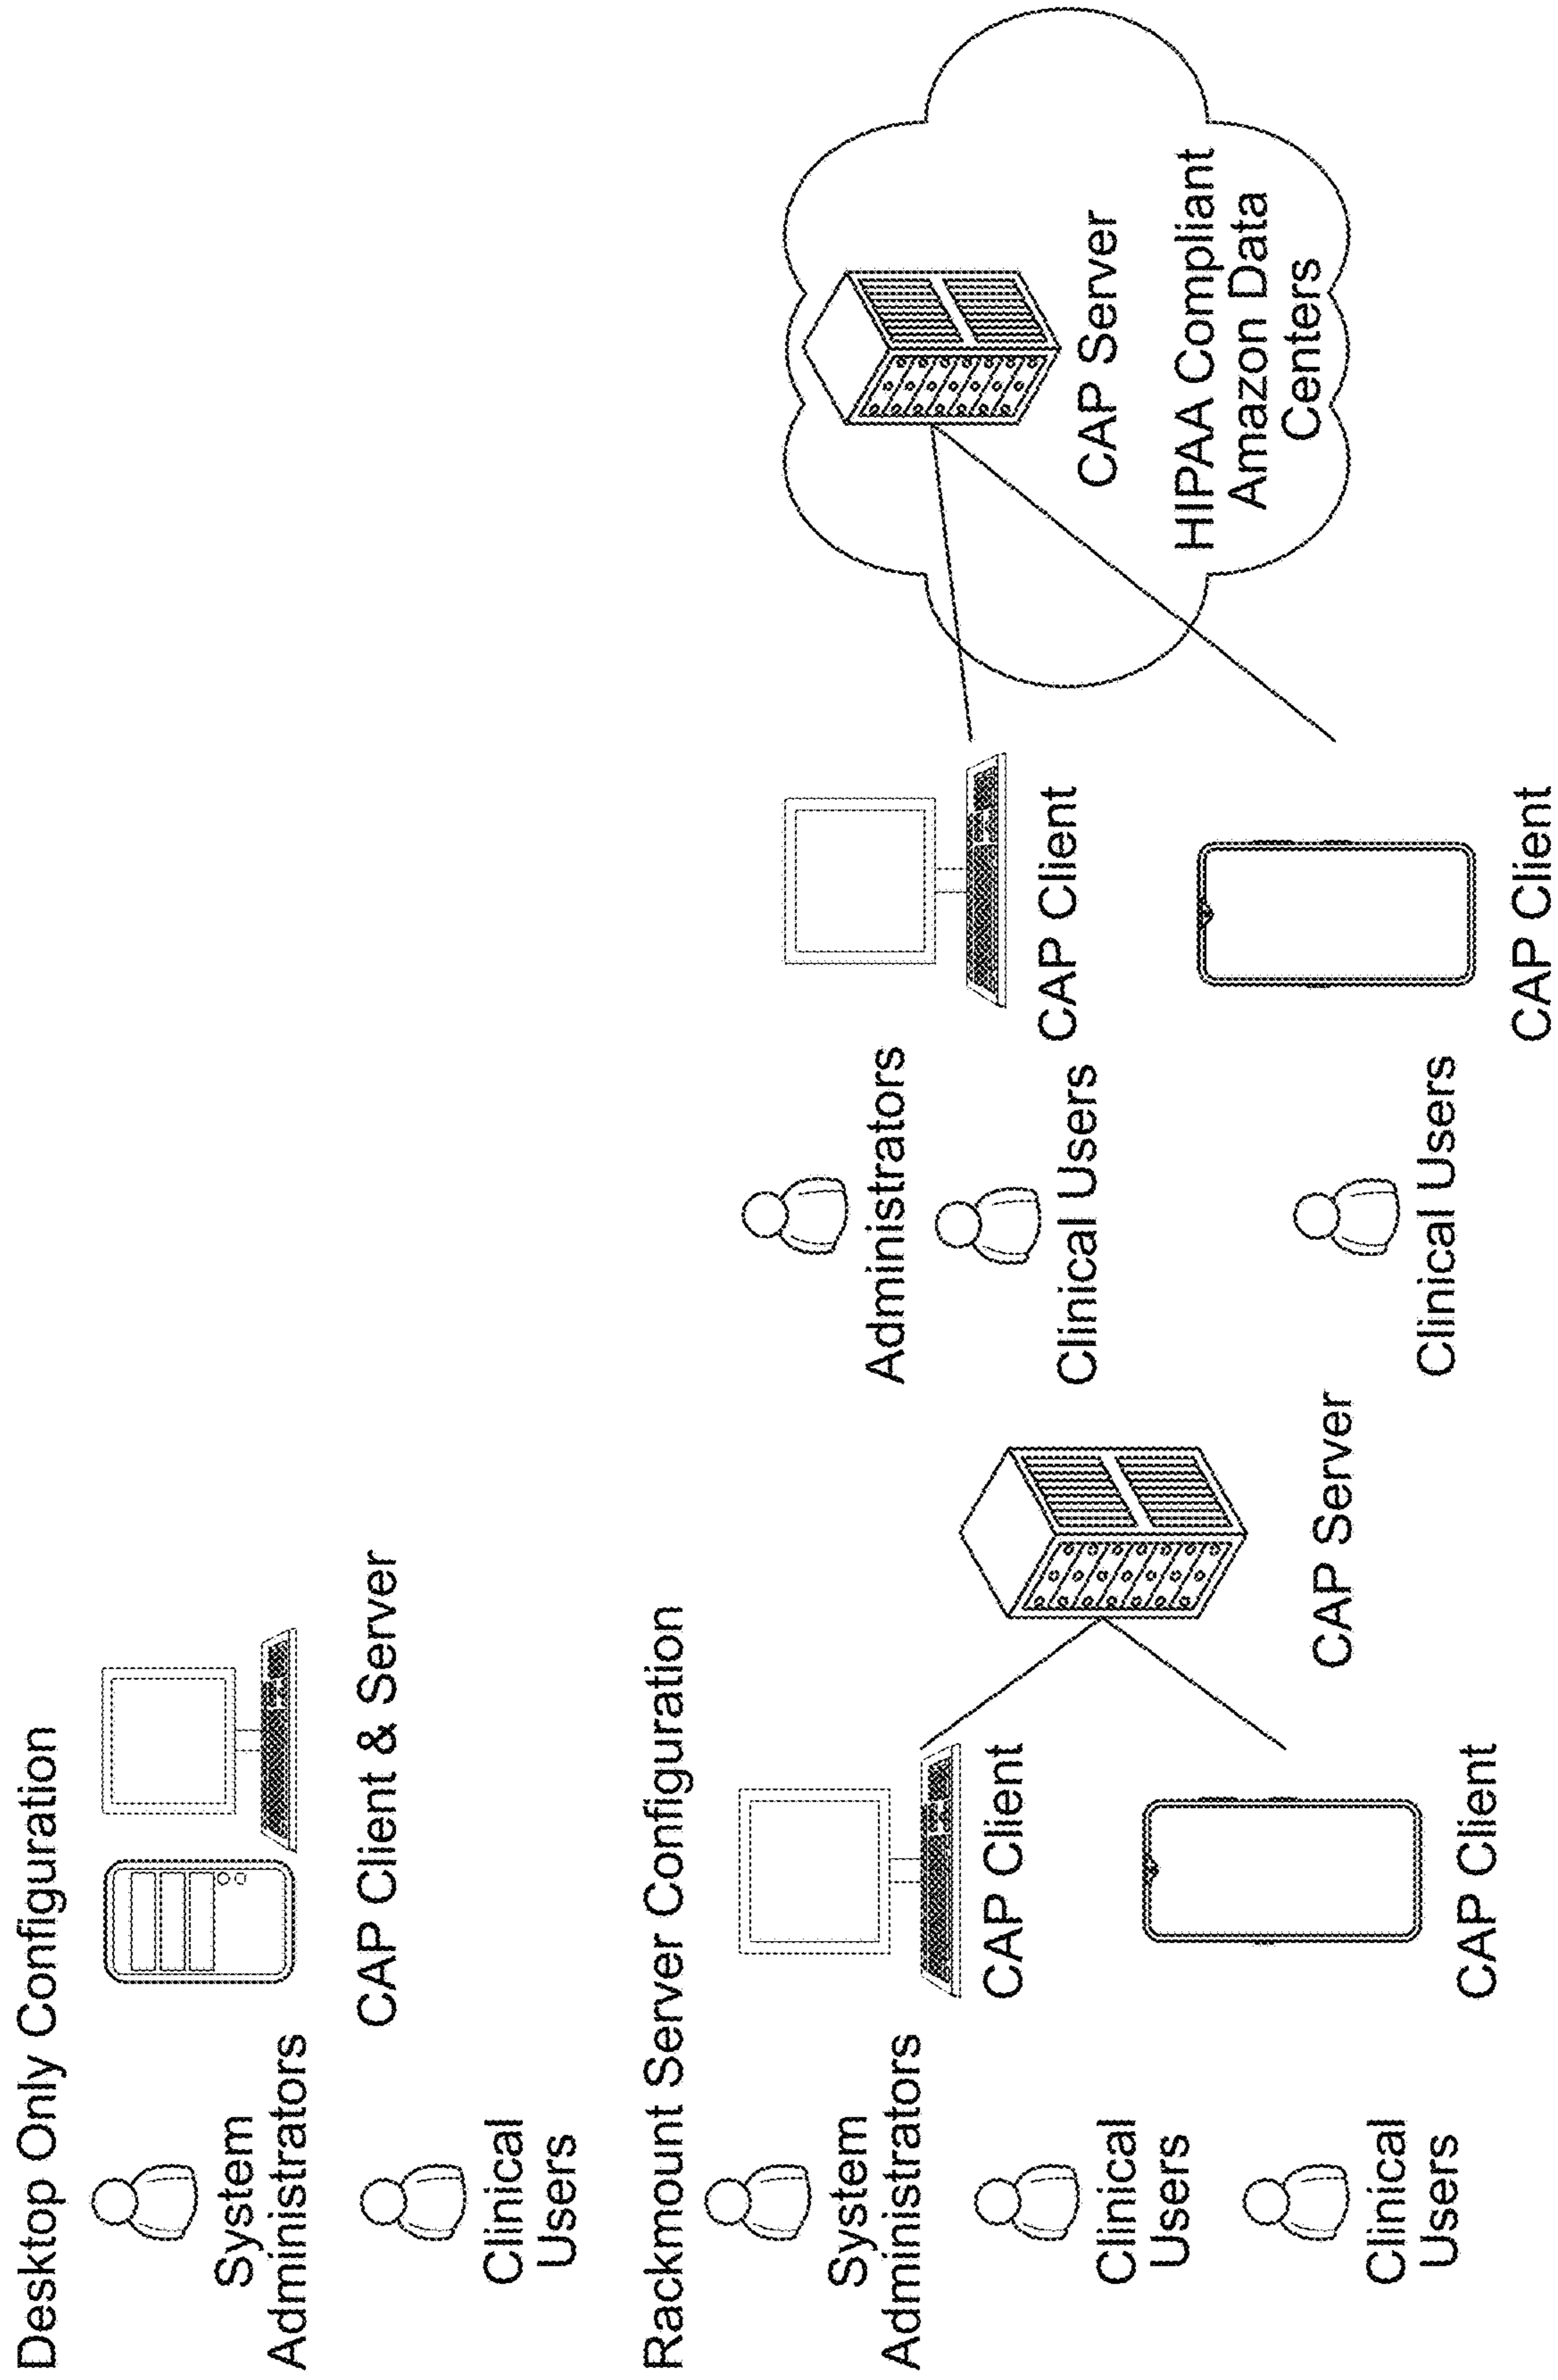 Desktop Only Configuration
System
Administrators
CAP Client & Server
Clinical
Users
Rackmount Server Configuration
System
Administrators
CAP Client
Clinical
Users
CAP Server
Clinical
Users
CAP Client
Administrators
CAP Client
Clinical Users
CAP Server
HIPAA Compliant
Amazon Data
Centers
Clinical Users
CAP Client